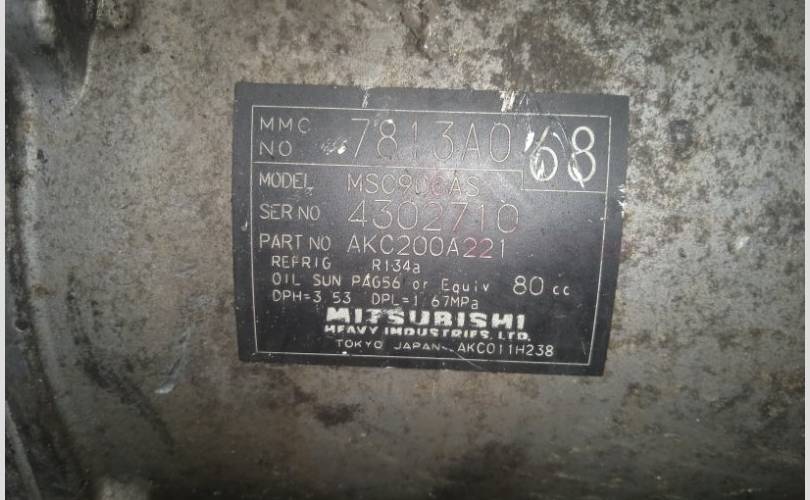 MMC NO 7813A068
MODEL MSC90CAS
SER NO 4302710
PART NO AKC200A221
REFRIG R134a
OIL SUN PAG56 or Equiv 80 cc
DPH=3.53 DPL=1.67MPa
MITSUBISHI
HEAVY INDUSTRIES, LTD.
TOKYO JAPAN AKC011H238